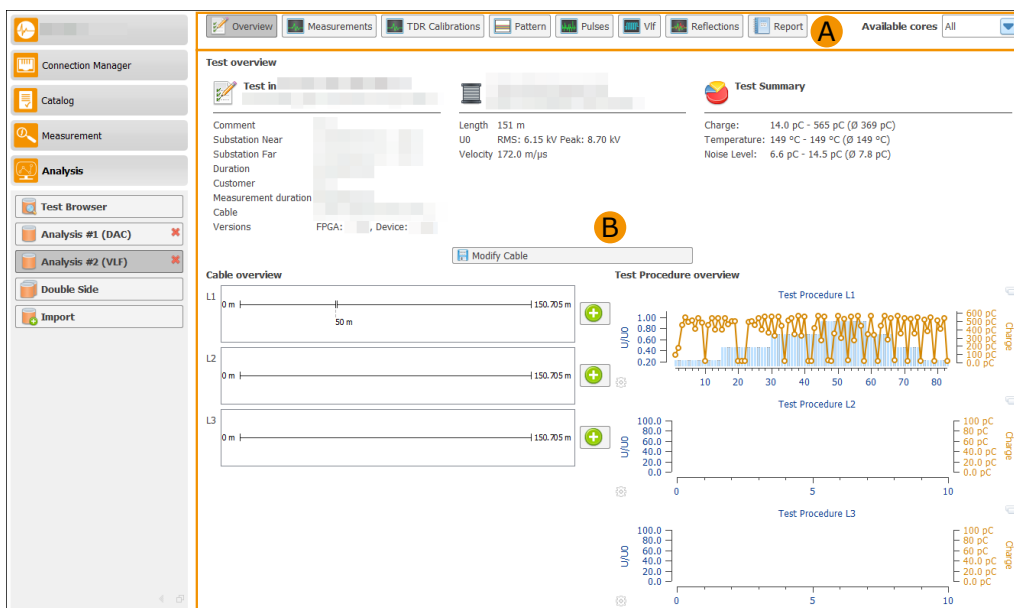 Overview Measurements TDR Calibrations Pattern Pulses Vlf Reflections Report A Available cores All
Connection Manager
Catalog
Measurement
Analysis
Test Browser
Analysis #1 (DAC)
Analysis #2 (VLF)
Double Side
Import
Test overview
Test in
Comment
Substation Near
Substation Far
Duration
Customer
Measurement duration
Cable
Versions FPGA: , Device:
Length 151 m
U0 RMS: 6.15 kV Peak: 8.70 kV
Velocity 172.0 m/µs
Test Summary
Charge: 14.0 pC - 565 pC (Ø 369 pC)
Temperature: 149 °C - 149 °C (Ø 149 °C)
Noise Level: 6.6 pC - 14.5 pC (Ø 7.8 pC)
B
Modify Cable
Cable overview
L1
0 m 150.705 m
50 m
L2
0 m 150.705 m
L3
0 m 150.705 m
Test Procedure overview
Test Procedure L1
U/U0
1.00
0.80
0.60
0.40
0.20
600 pC
500 pC
400 pC
300 pC
200 pC
100 pC
0.0 pC
Charge
10 20 30 40 50 60 70 80
Test Procedure L2
U/U0
100.0
80.0
60.0
40.0
20.0
0.0
100 pC
80 pC
60 pC
40.0 pC
20.0 pC
0.0 pC
Charge
0 5 10
Test Procedure L3
U/U0
100.0
80.0
60.0
40.0
20.0
0.0
100 pC
80 pC
60 pC
40.0 pC
20.0 pC
0.0 pC
Charge
0 5 10